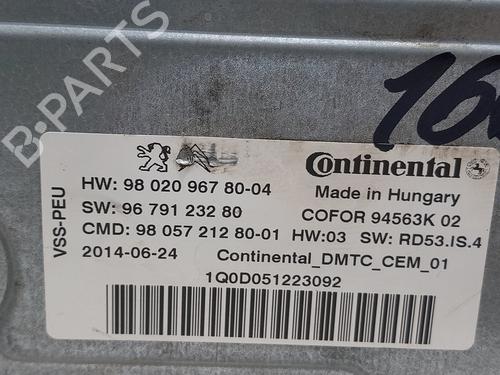 B-PARTS
16
VSS-PEU
Continental
HW: 98 020 967 80-04
Made in Hungary
SW: 96 791 232 80
COFOR 94563K 02
CMD: 98 057 212 80-01 HW:03 SW: RD53.IS.4
2014-06-24 Continental_DMTC_CEM_01
1Q0D051223092